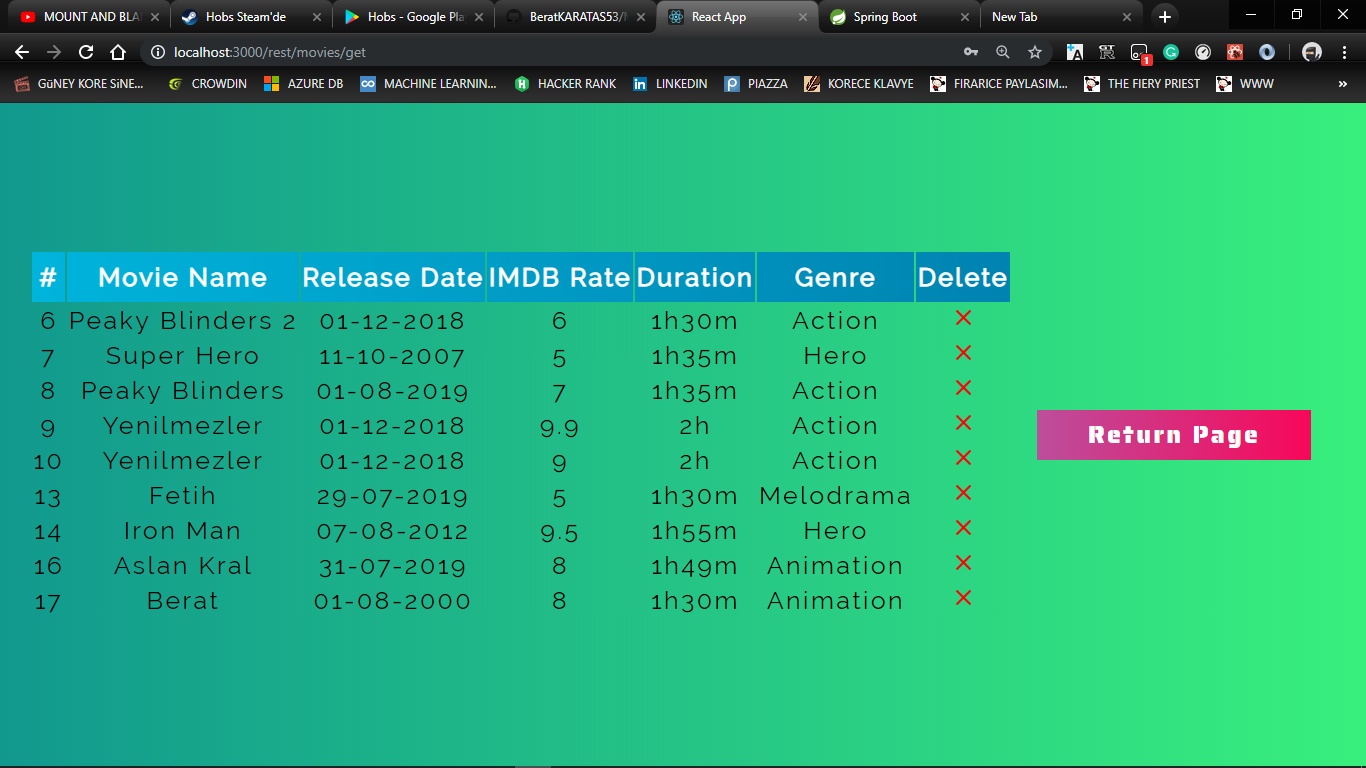 MOUNT AND BLA
Hobs Steam'de
Hobs - Google Pla
BeratKARATAS53/
React App
Spring Boot
New Tab
localhost:3000/rest/movies/get
GüNEY KORE SiNE...
CROWDIN
AZURE DB
MACHINE LEARNIN...
HACKER RANK
LINKEDIN
PIAZZA
KORECE KLAVYE
FIRARICE PAYLASIM...
THE FIERY PRIEST
WWW
# Movie Name Release Date IMDB Rate Duration Genre Delete
6 Peaky Blinders 2 01-12-2018 6 1h30m Action
7 Super Hero 11-10-2007 5 1h35m Hero
8 Peaky Blinders 01-08-2019 7 1h35m Action
9 Yenilmezler 01-12-2018 9.9 2h Action
10 Yenilmezler 01-12-2018 9 2h Action
13 Fetih 29-07-2019 5 1h30m Melodrama
14 Iron Man 07-08-2012 9.5 1h55m Hero
16 Aslan Kral 31-07-2019 8 1h49m Animation
17 Berat 01-08-2000 8 1h30m Animation
Return Page